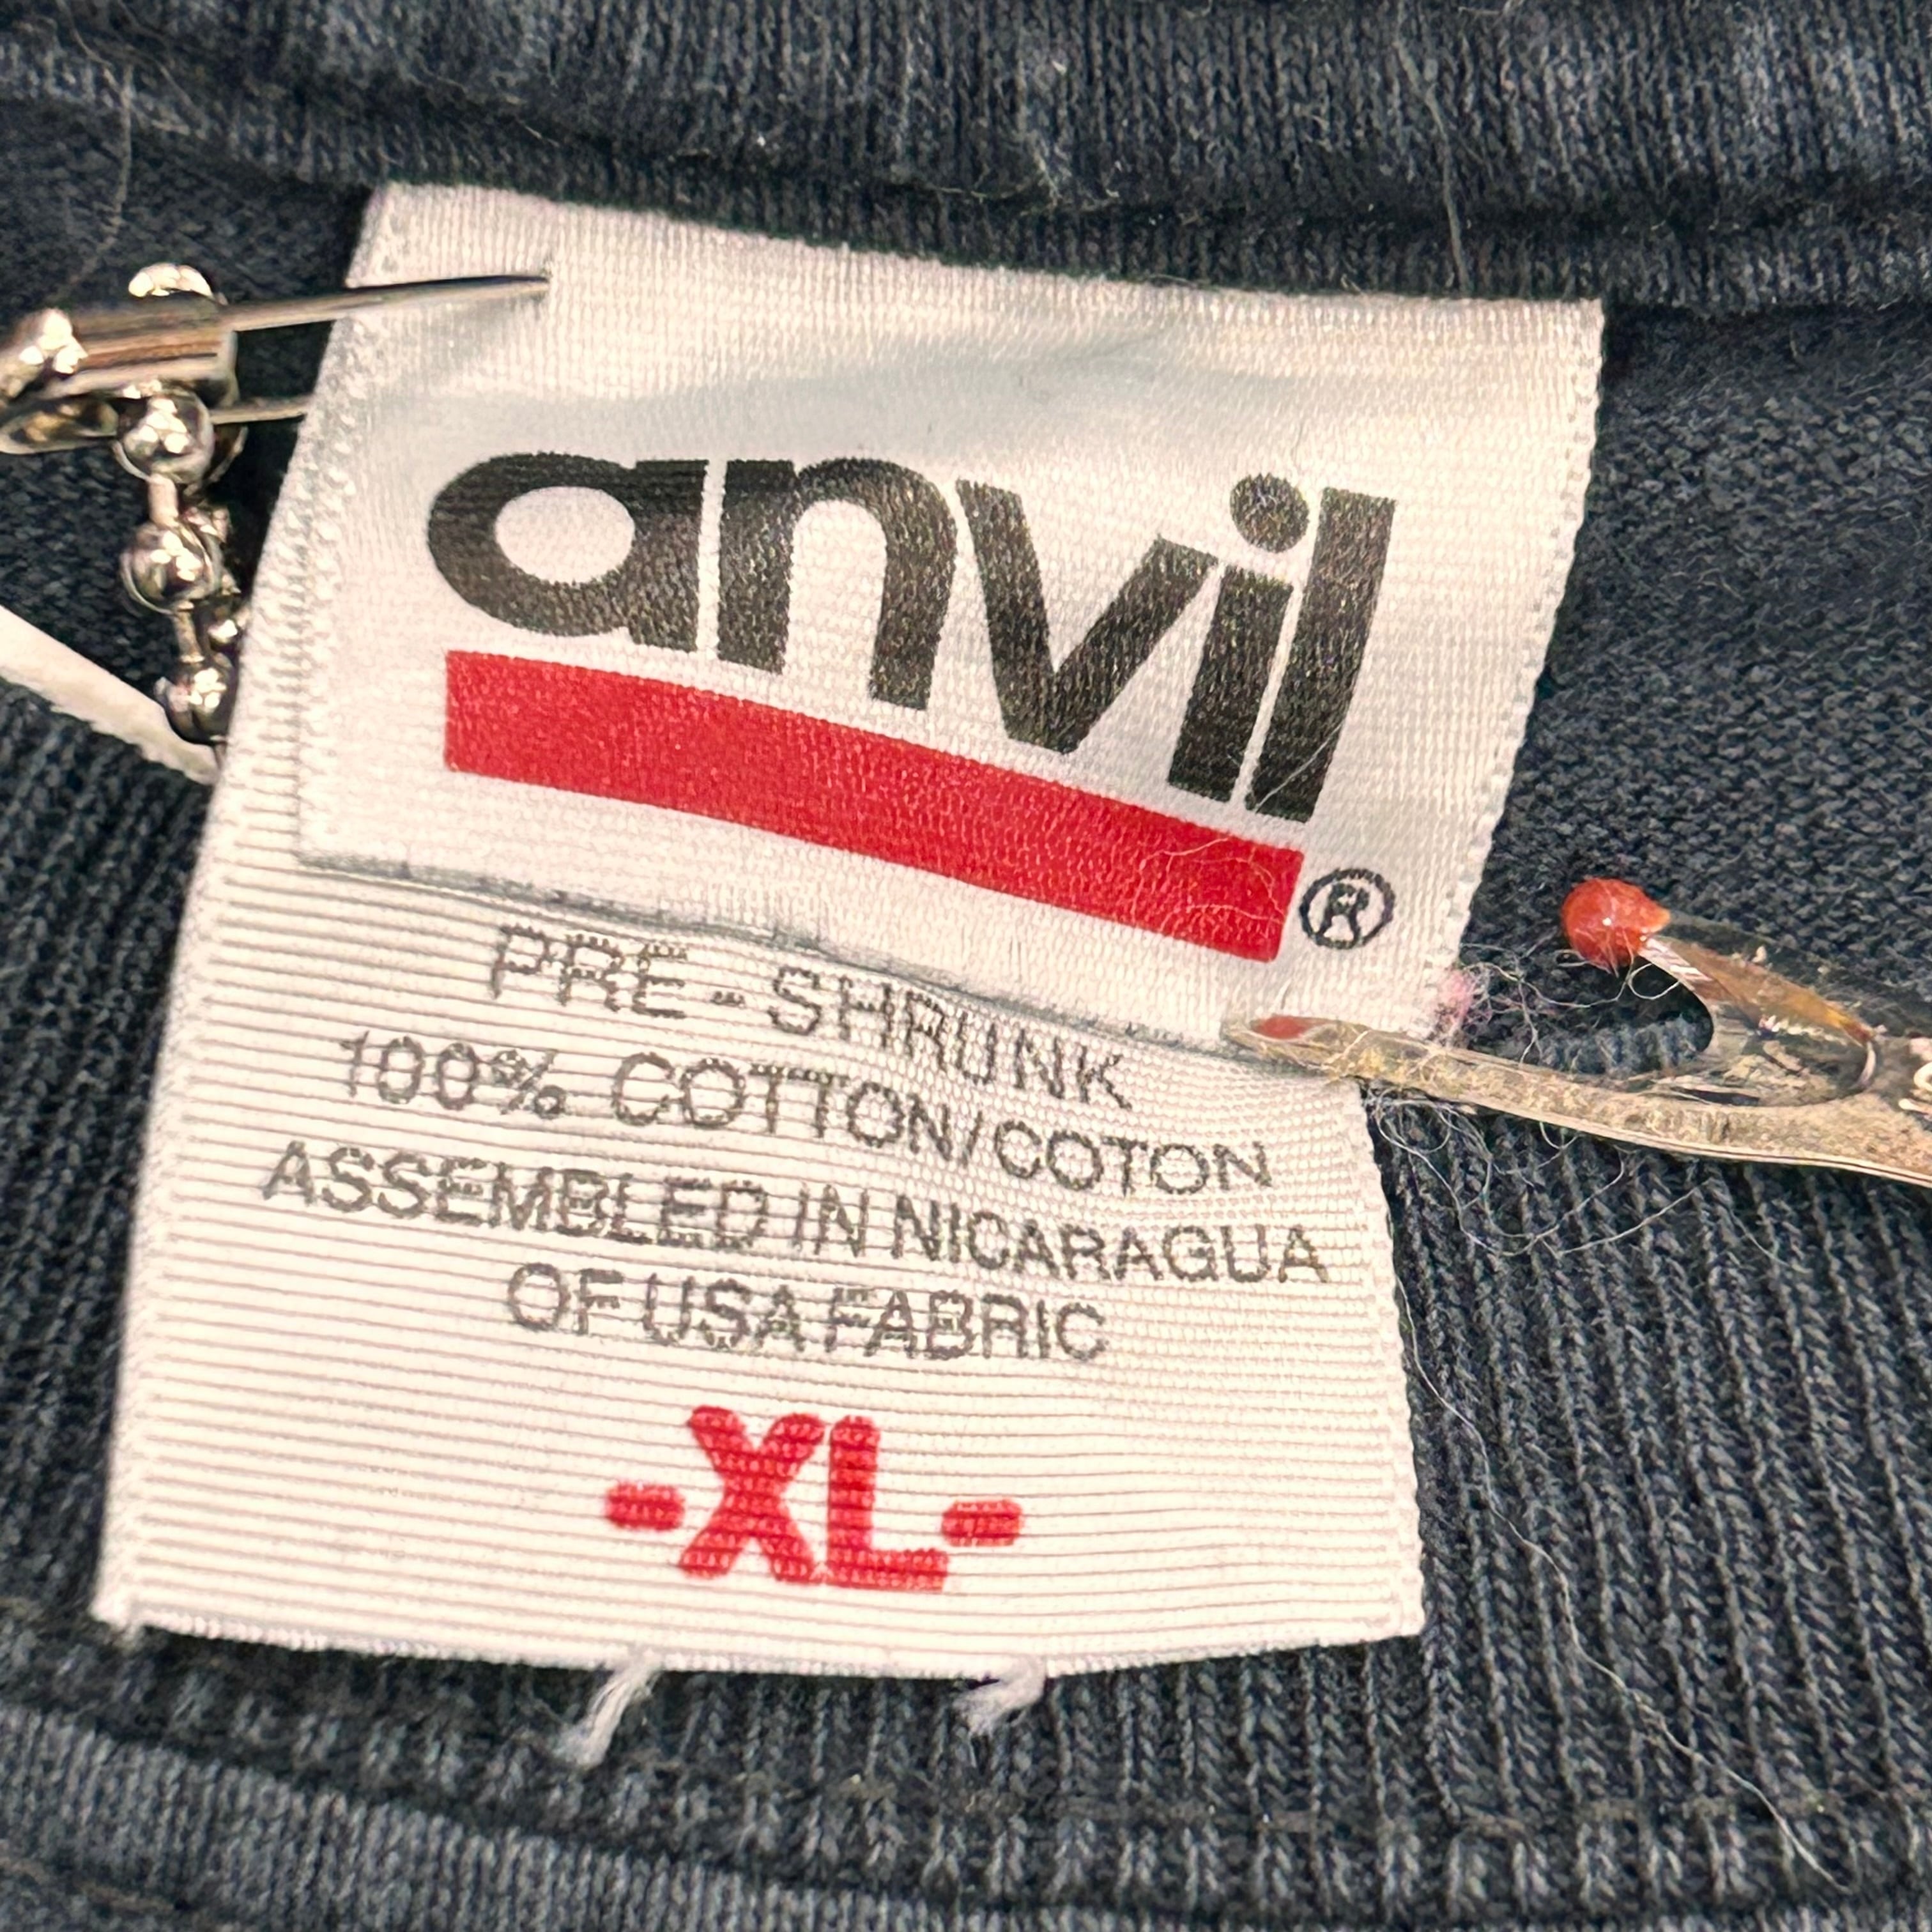 anvil®
PRE-SHRUNK
100% COTTON/COTON
ASSEMBLED IN NICARAGUA
OF USA FABRIC
-XL-